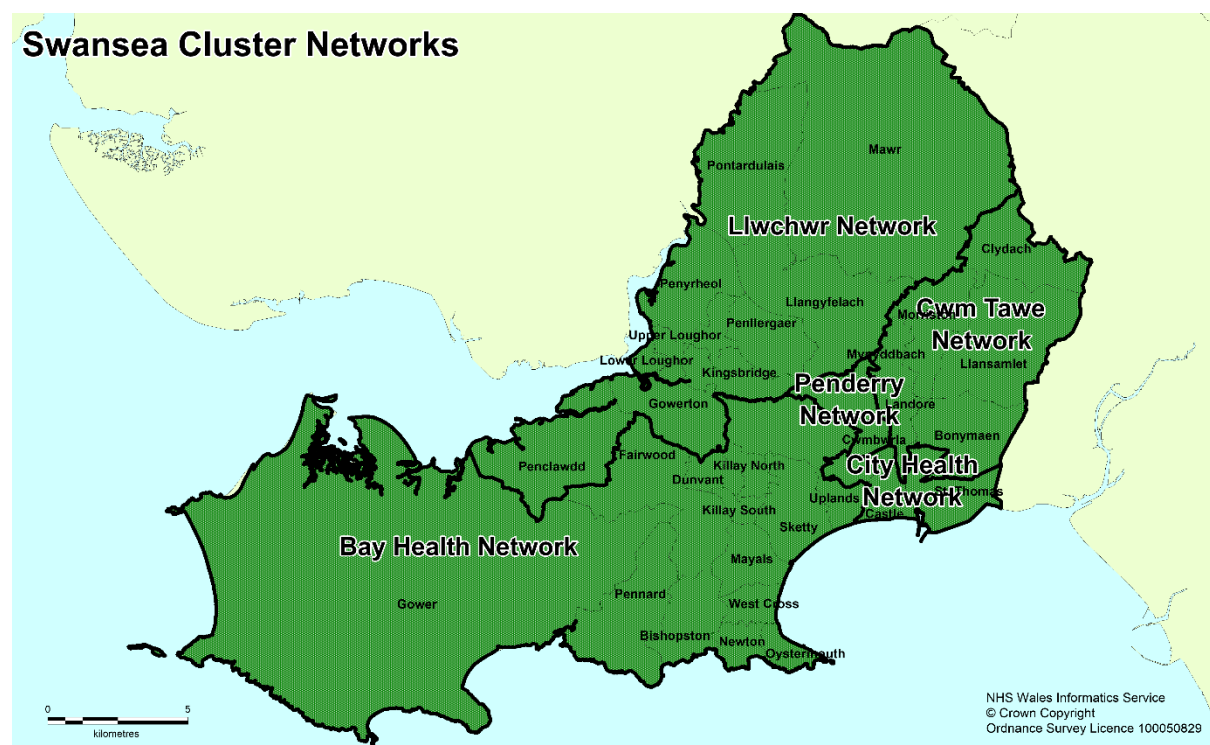 Swansea Cluster Networks
Mawr
Pontardulais
Llwchwr Network
Clydach
Penyrheol
Llangyfelach
Cwm Tawe
Morriston
Penllergaer
Upper Loughor
Network
Mynyddbach
Lower Loughor
Llansamlet
Kingsbridge
Penderry
Gowerton
Landore
Network
Bonymaen
Cwmbwrla
Fairwood
Penclawdd
Killay North
City Health
Dunvant
St. Thomas
Uplands
Network
Killay South
Castle
Sketty
Bay Health Network
Mayals
Pennard
Gower
West Cross
Bishopston
Newton
Oystermouth
0 5
kilometres
NHS Wales Informatics Service
© Crown Copyright
Ordnance Survey Licence 100050829